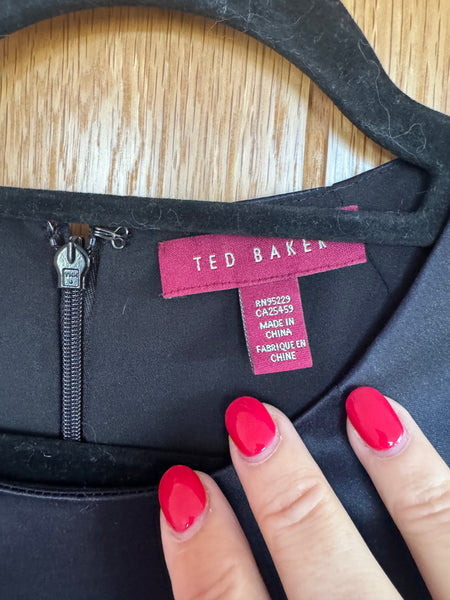 TED BAKER
RN95229
CA25459
MADE IN
CHINA
FABRIQUE EN
CHINE